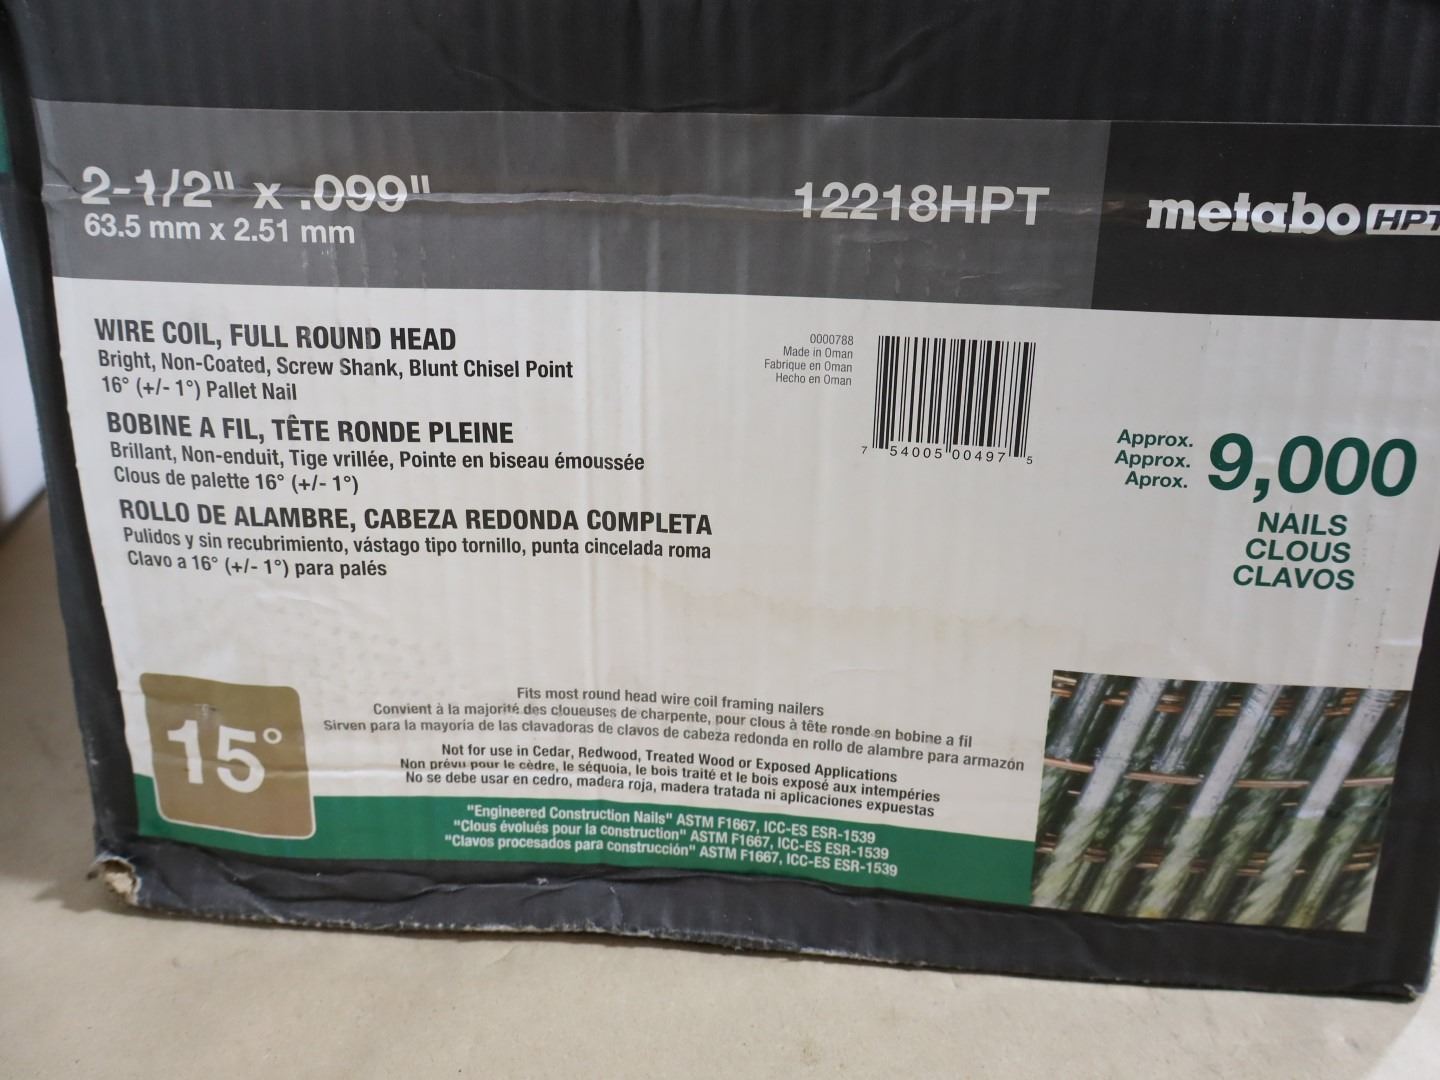 2-1/2" x .099"
63.5 mm x 2.51 mm
12218HPT
metabo HPT
WIRE COIL, FULL ROUND HEAD
Bright, Non-Coated, Screw Shank, Blunt Chisel Point
16° (+/- 1°) Pallet Nail
BOBINE A FIL, TÊTE RONDE PLEINE
Brillant, Non-enduit, Tige vrillée, Pointe en biseau émoussée
Clous de palette 16° (+/- 1°)
ROLLO DE ALAMBRE, CABEZA REDONDA COMPLETA
Pulidos y sin recubrimiento, vástago tipo tornillo, punta cincelada roma
Clavo a 16° (+/- 1°) para palés
0000788
Made in Oman
Fabrique en Oman
Hecho en Oman
7 54005 00497 5
Approx.
Approx.
Aprox.
9,000
NAILS
CLOUS
CLAVOS
15°
Fits most round head wire coil framing nailers
Convient à la majorité des cloueuses de charpente, pour clous à tête ronde en bobine a fil
Sirven para la mayoria de las clavadoras de clavos de cabeza redonda en rollo de alambre para armazón
Not for use in Cedar, Redwood, Treated Wood or Exposed Applications
Non prévu pour le cèdre, le séquoia, le bois traité et le bois exposé aux intempéries
No se debe usar en cedro, madera roja, madera tratada ni aplicaciones expuestas
"Engineered Construction Nails" ASTM F1667, ICC-ES ESR-1539
"Clous évolués pour la construction" ASTM F1667, ICC-ES ESR-1539
"Clavos procesados para construcción" ASTM F1667, ICC-ES ESR-1539